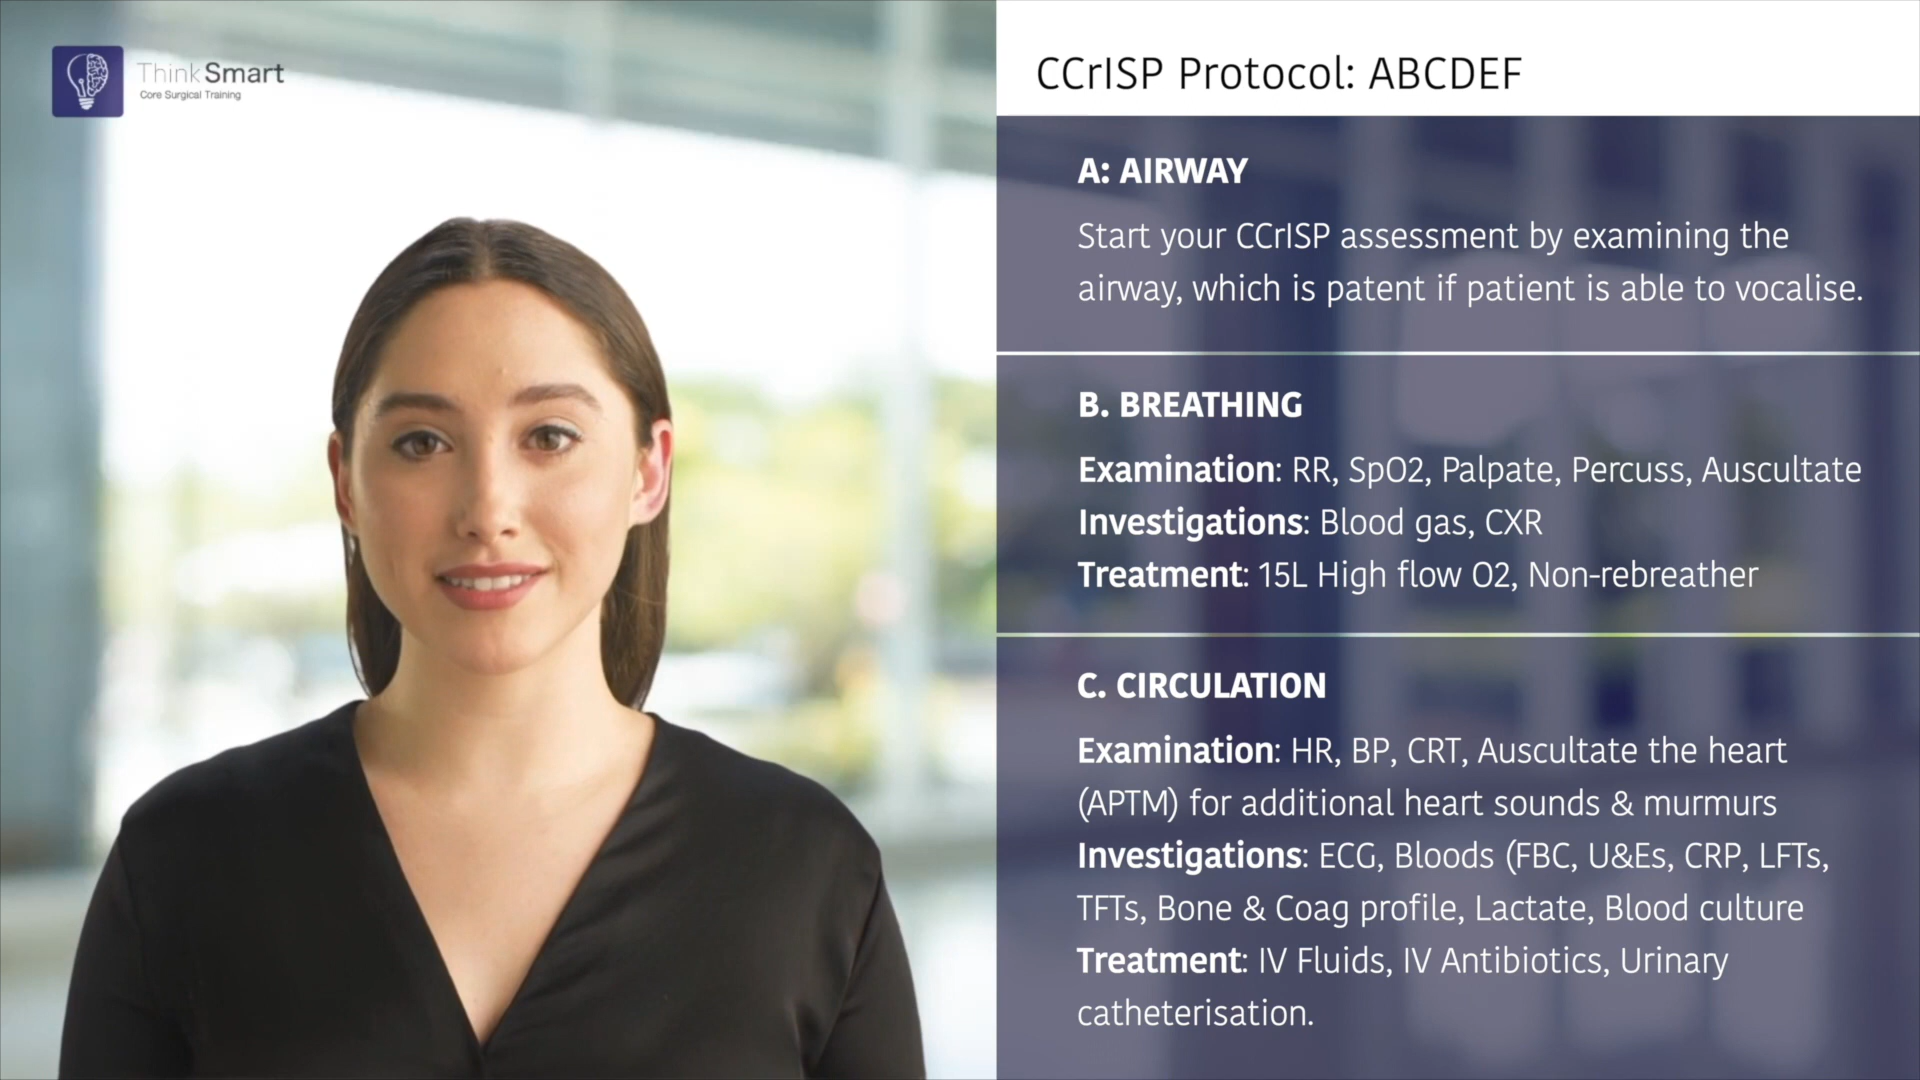 Think Smart
Core Surgical Training
CCrISP Protocol: ABCDEF
A: AIRWAY
Start your CCrISP assessment by examining the
airway, which is patent if patient is able to vocalise.
B. BREATHING
Examination: RR, SpO2, Palpate, Percuss, Auscultate
Investigations: Blood gas, CXR
Treatment: 15L High flow O2, Non-rebreather
C. CIRCULATION
Examination: HR, BP, CRT, Auscultate the heart
(APTM) for additional heart sounds & murmurs
Investigations: ECG, Bloods (FBC, U&Es, CRP, LFTs,
TFTs, Bone & Coag profile, Lactate, Blood culture
Treatment: IV Fluids, IV Antibiotics, Urinary
catheterisation.